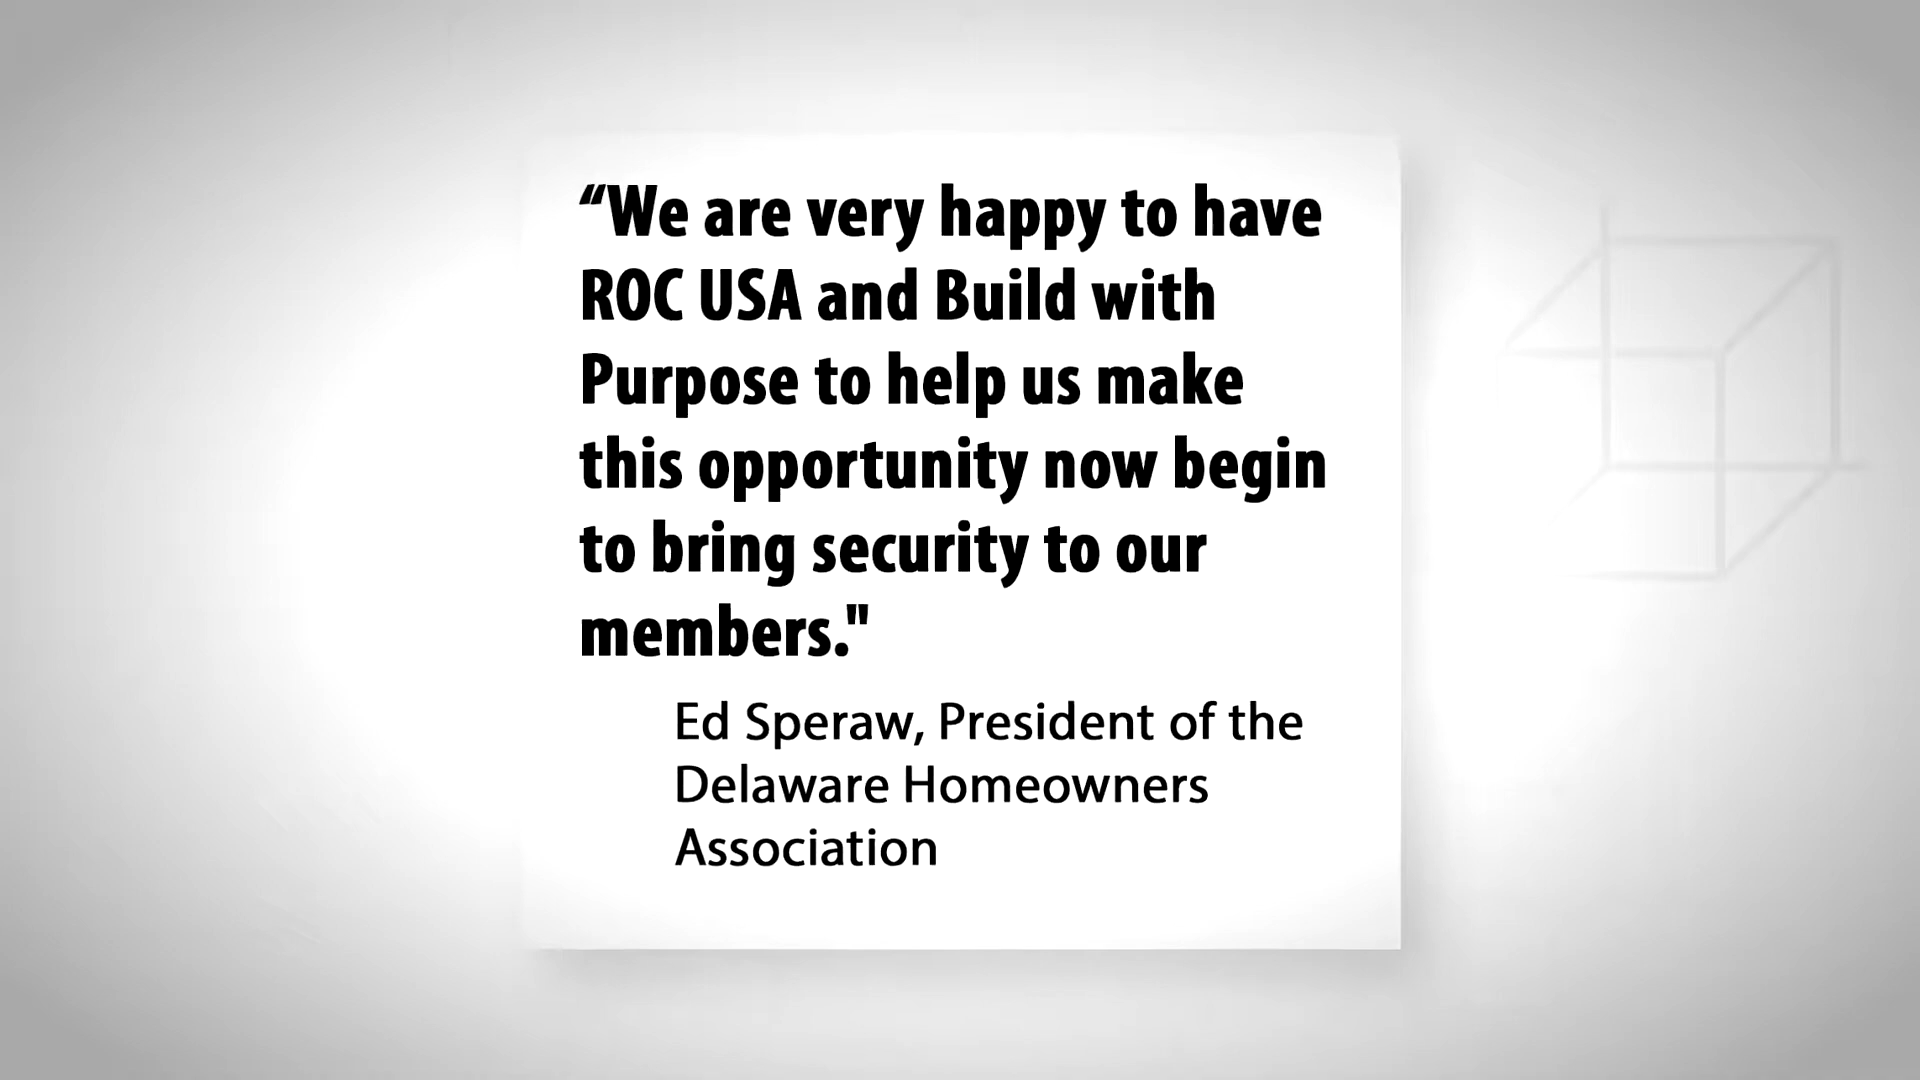 “We are very happy to have
ROC USA and Build with
Purpose to help us make
this opportunity now begin
to bring security to our
members."
Ed Speraw, President of the
Delaware Homeowners
Association